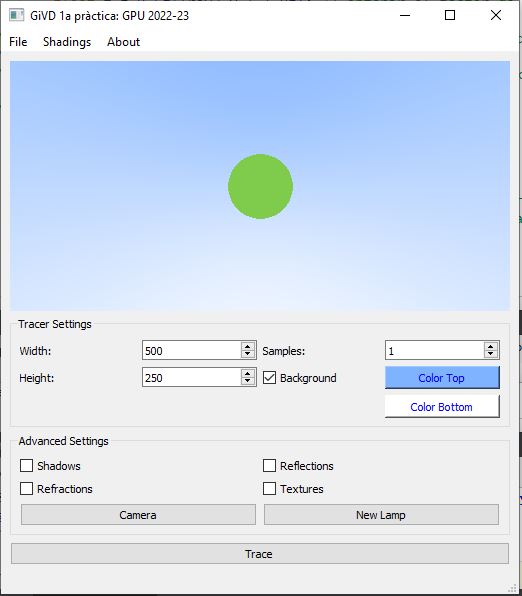 GiVD 1a pràctica: GPU 2022-23
File Shadings About
Tracer Settings
Width: 500 Samples: 1
Height: 250 Background Color Top
Color Bottom
Advanced Settings
Shadows Reflections
Refractions Textures
Camera New Lamp
Trace